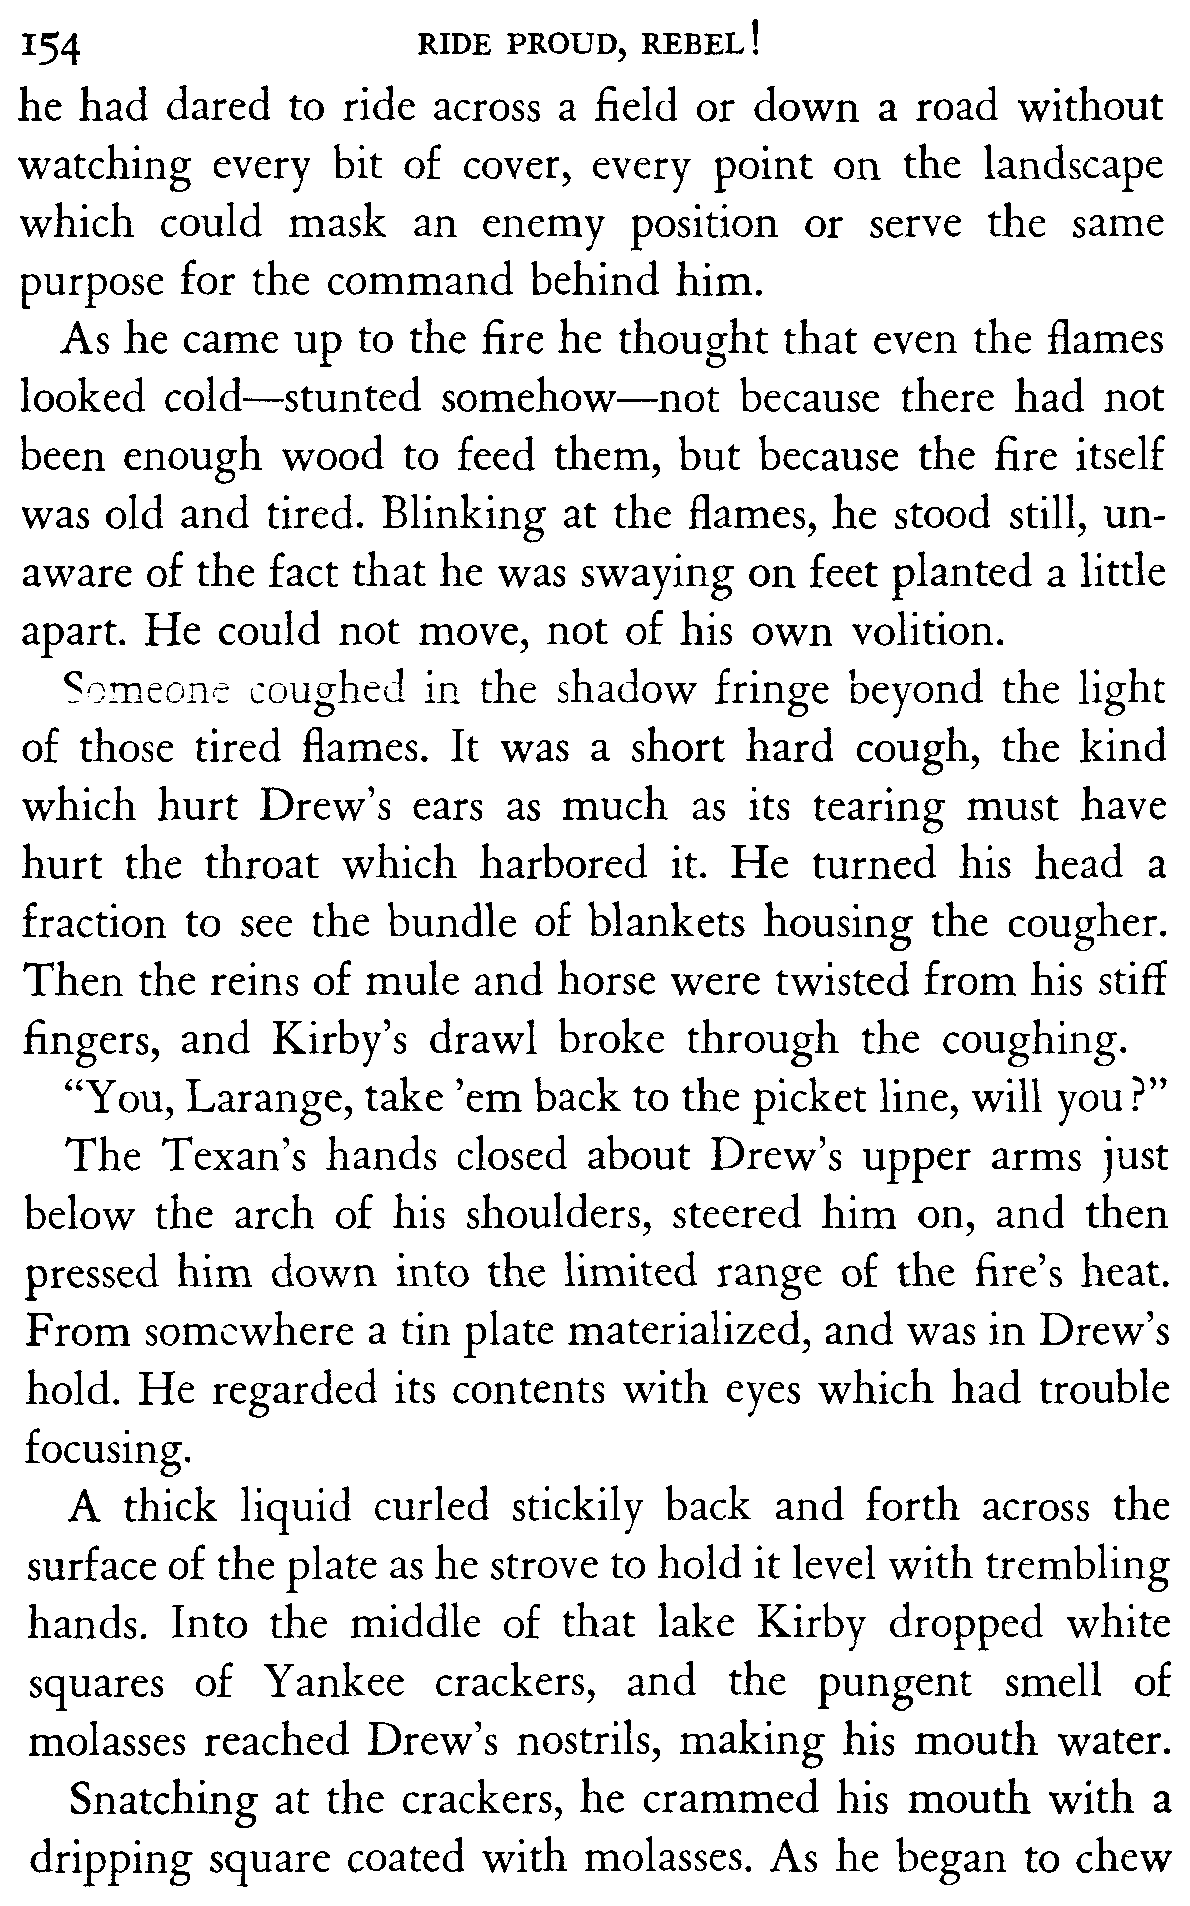 154 RIDE PROUD, REBEL!
he had dared to ride across a field or down a road without
watching every bit of cover, every point on the landscape
which could mask an enemy position or serve the same
purpose for the command behind him.
As he came up to the fire he thought that even the flames
looked cold—stunted somehow—not because there had not
been enough wood to feed them, but because the fire itself
was old and tired. Blinking at the flames, he stood still, un-
aware of the fact that he was swaying on feet planted a little
apart. He could not move, not of his own volition.
Someone coughed in the shadow fringe beyond the light
of those tired flames. It was a short hard cough, the kind
which hurt Drew’s ears as much as its tearing must have
hurt the throat which harbored it. He turned his head a
fraction to see the bundle of blankets housing the cougher.
Then the reins of mule and horse were twisted from his stiff
fingers, and Kirby’s drawl broke through the coughing.
“You, Larange, take ’em back to the picket line, will you?”
The Texan’s hands closed about Drew’s upper arms just
below the arch of his shoulders, steered him on, and then
pressed him down into the limited range of the fire’s heat.
From somewhere a tin plate materialized, and was in Drew’s
hold. He regarded its contents with eyes which had trouble
focusing.
A thick liquid curled stickily back and forth across the
surface of the plate as he strove to hold it level with trembling
hands. Into the middle of that lake Kirby dropped white
squares of Yankee crackers, and the pungent smell of
molasses reached Drew’s nostrils, making his mouth water.
Snatching at the crackers, he crammed his mouth with a
dripping square coated with molasses. As he began to chew